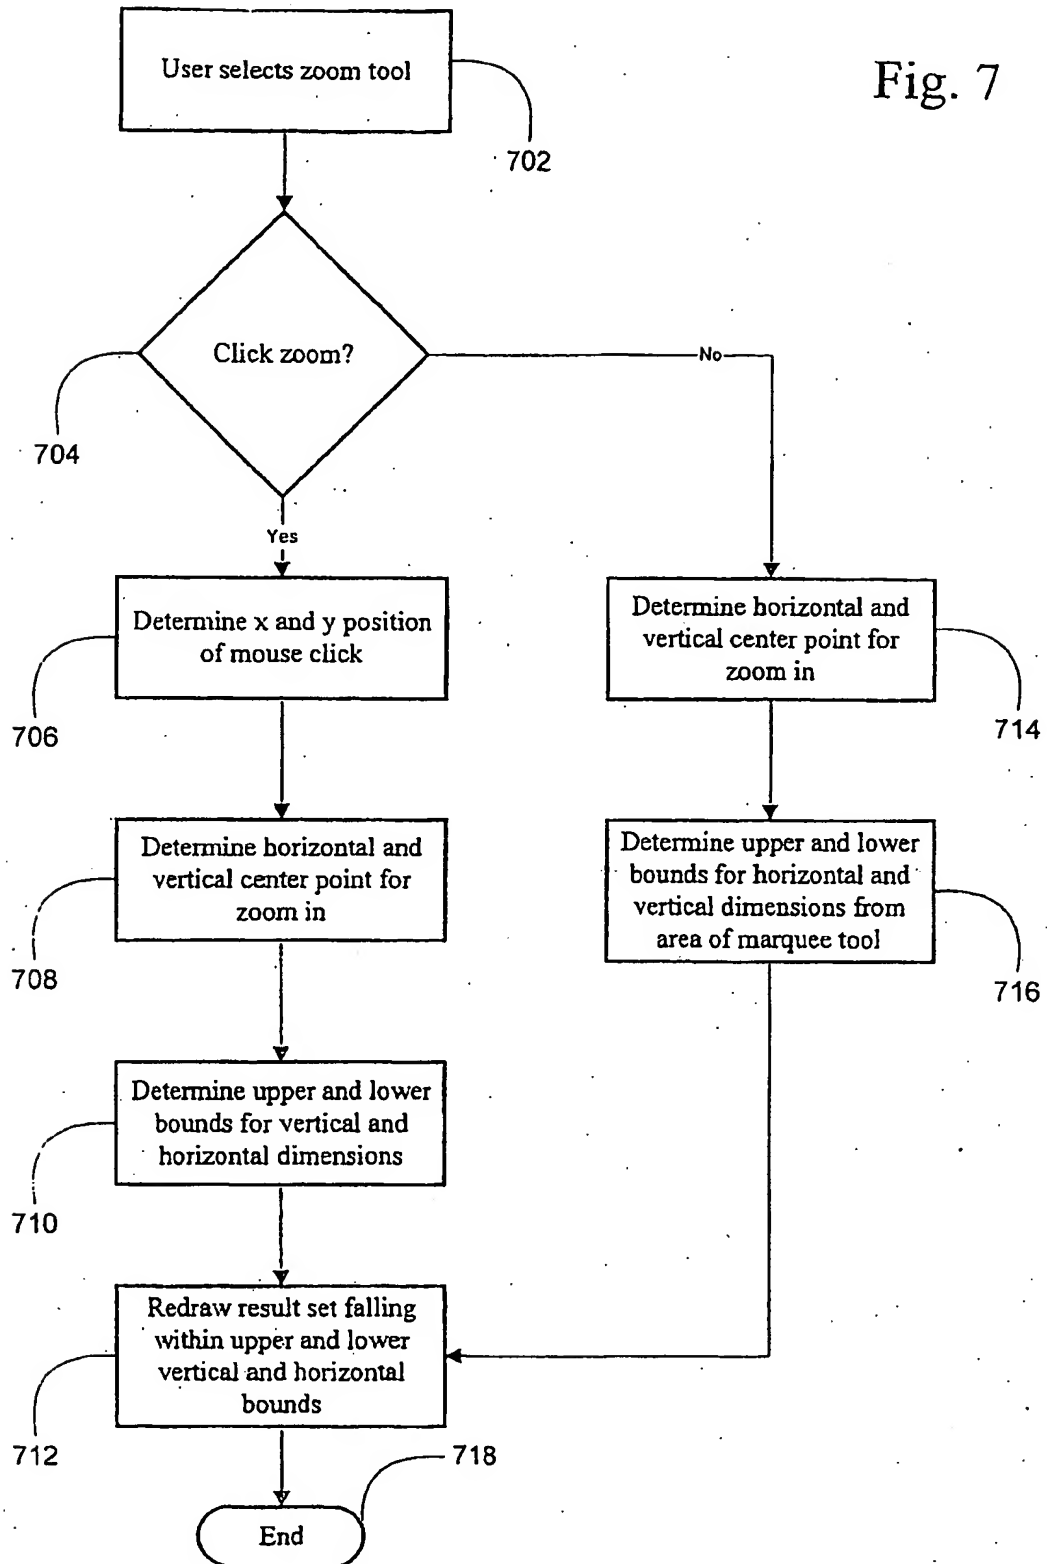 Fig. 7
User selects zoom tool
702
Click zoom?
No
704
Yes
Determine x and y position
of mouse click
706
Determine horizontal and
vertical center point for
zoom in
714
Determine horizontal and
vertical center point for
zoom in
708
Determine upper and lower
bounds for horizontal and
vertical dimensions from
area of marquee tool
716
Determine upper and lower
bounds for vertical and
horizontal dimensions
710
Redraw result set falling
within upper and lower
vertical and horizontal
bounds
712
718
End